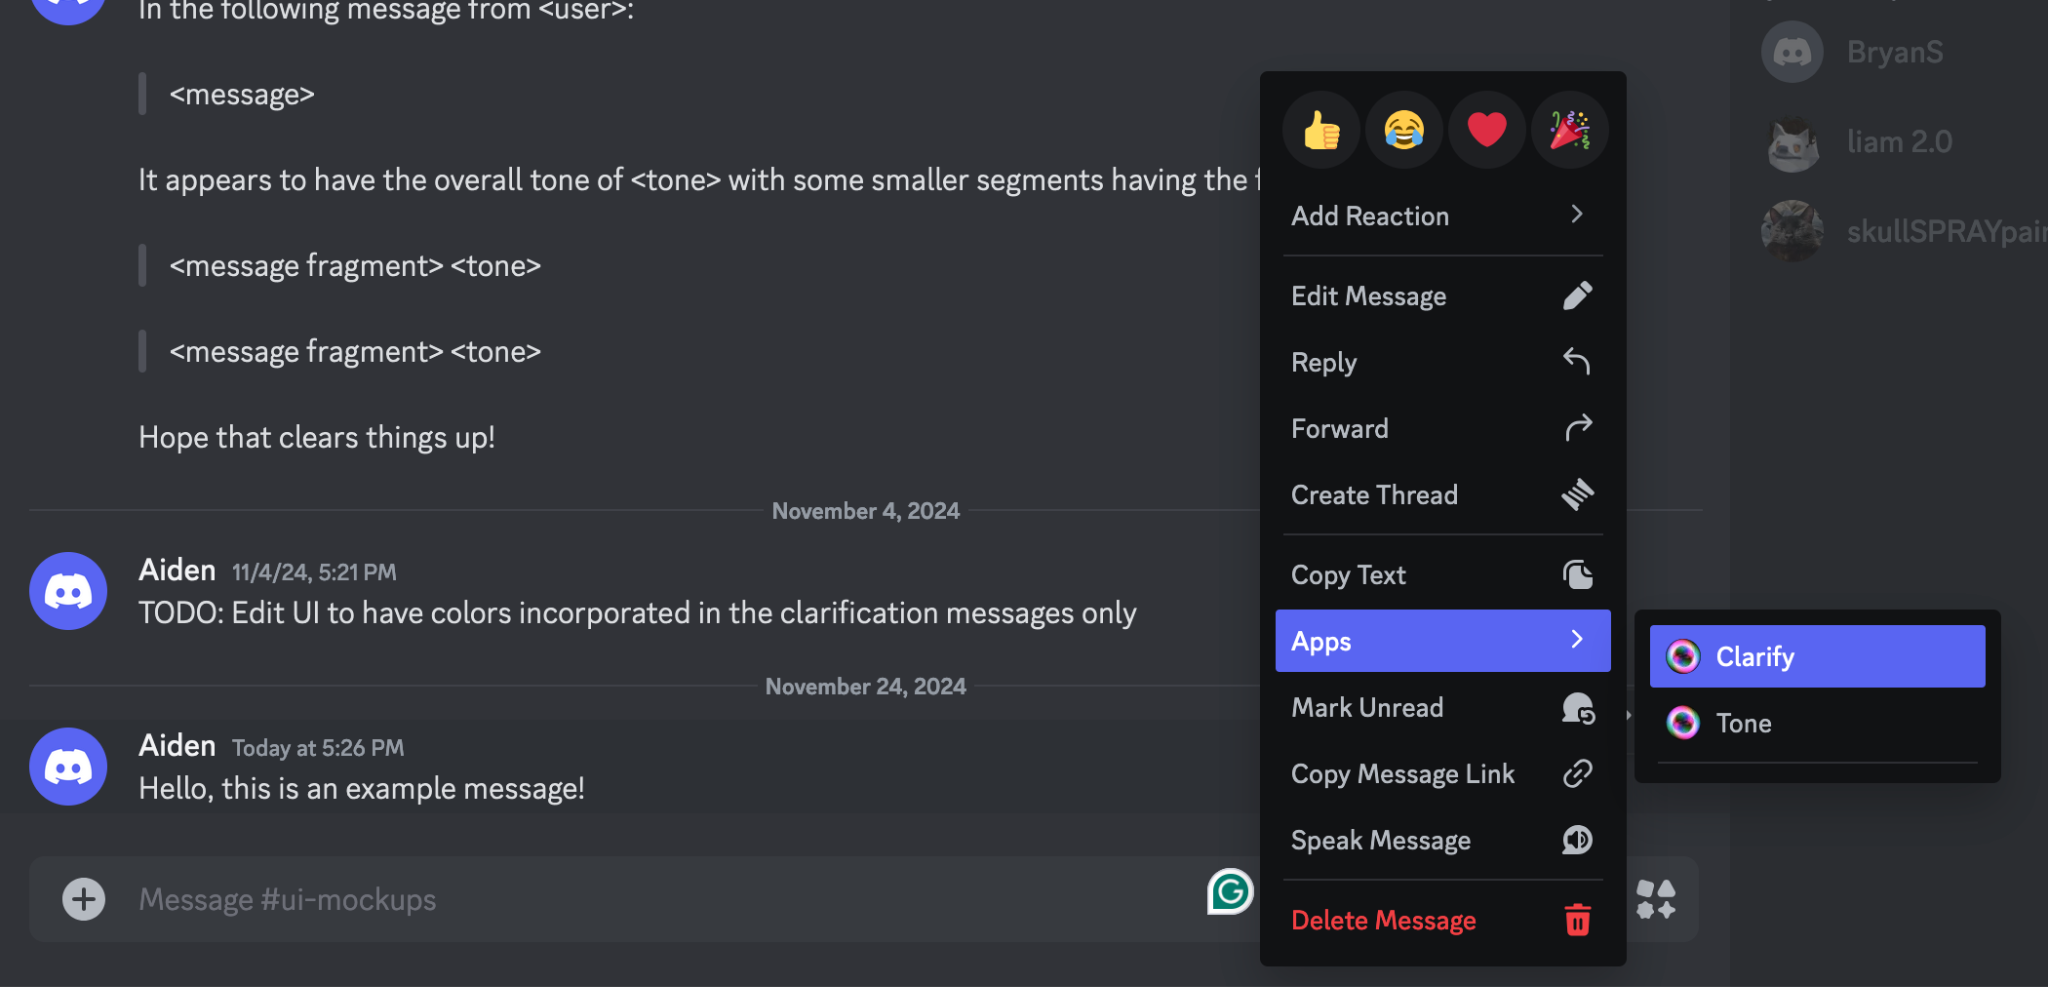 In the following message from <user>:
<message>
It appears to have the overall tone of <tone> with some smaller segments having the
<message fragment> <tone>
<message fragment> <tone>
Hope that clears things up!
November 4, 2024
Aiden 11/4/24, 5:21 PM
TODO: Edit UI to have colors incorporated in the clarification messages only
November 24, 2024
Aiden Today at 5:26 PM
Hello, this is an example message!
Message #ui-mockups
Add Reaction
Edit Message
Reply
Forward
Create Thread
Copy Text
Apps
Mark Unread
Copy Message Link
Speak Message
Delete Message
Clarify
Tone
BryanS
liam 2.0
skullSPRAYpai